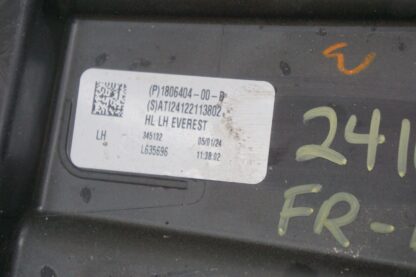 (P)1806404-00-B
(S)ATI24122113802
HL LH EVEREST
LH 345102 05/01/24
L635696 11:38:02
241
FR-